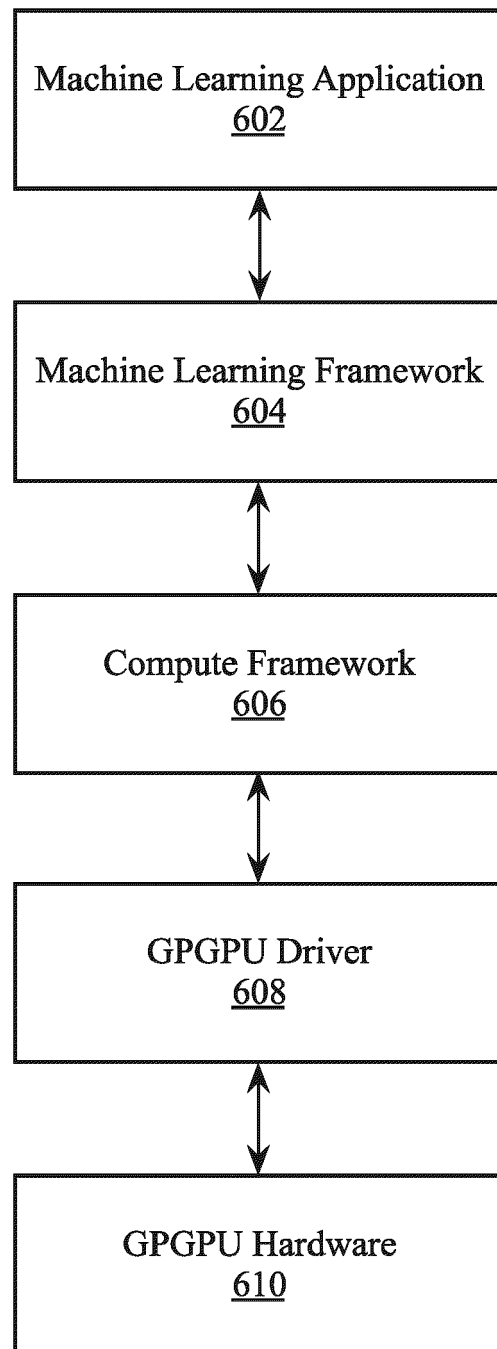 Machine Learning Application
602
Machine Learning Framework
604
Compute Framework
606
GPGPU Driver
608
GPGPU Hardware
610